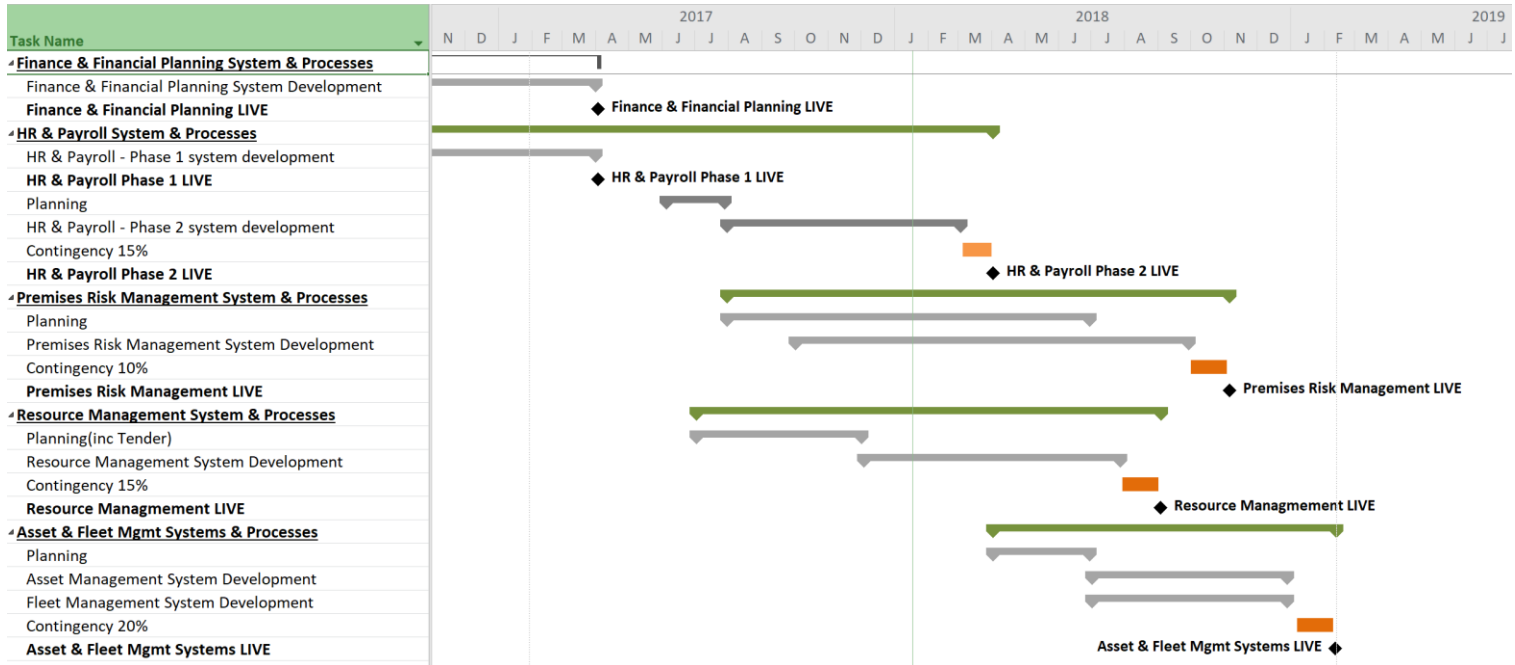 2017 2018 2019
Task Name N D J F M A M J J A S O N D J F M A M J J A S O N D J F M A M J J
Finance & Financial Planning System & Processes
Finance & Financial Planning System Development
Finance & Financial Planning LIVE Finance & Financial Planning LIVE
HR & Payroll System & Processes
HR & Payroll - Phase 1 system development
HR & Payroll Phase 1 LIVE HR & Payroll Phase 1 LIVE
Planning
HR & Payroll - Phase 2 system development
Contingency 15%
HR & Payroll Phase 2 LIVE HR & Payroll Phase 2 LIVE
Premises Risk Management System & Processes
Planning
Premises Risk Management System Development
Contingency 10%
Premises Risk Management LIVE Premises Risk Management LIVE
Resource Management System & Processes
Planning(inc Tender)
Resource Management System Development
Contingency 15%
Resource Managmement LIVE Resource Managmement LIVE
Asset & Fleet Mgmt Systems & Processes
Planning
Asset Management System Development
Fleet Management System Development
Contingency 20%
Asset & Fleet Mgmt Systems LIVE Asset & Fleet Mgmt Systems LIVE